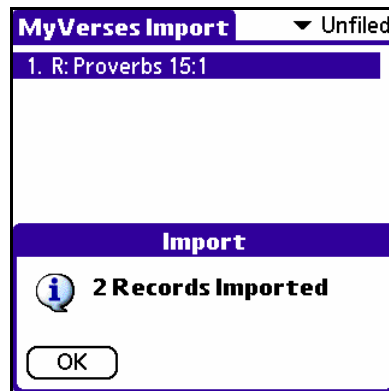 MyVerses Import Unfiled
1. R: Proverbs 15:1
Import
2 Records Imported
OK